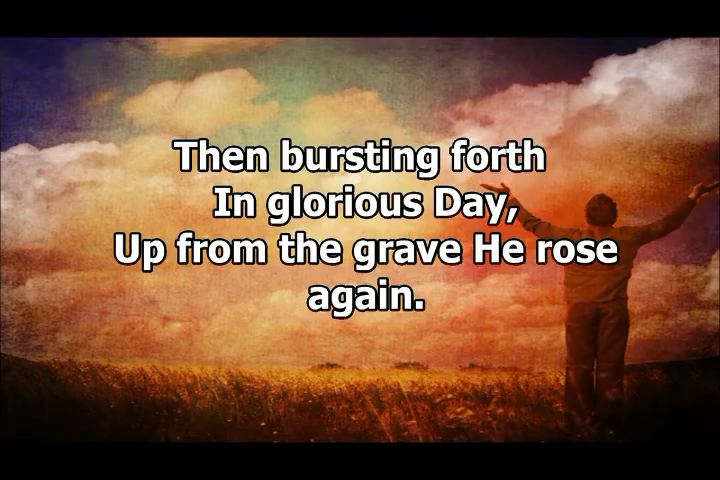 Then bursting forth
In glorious Day,
Up from the grave He rose
again.